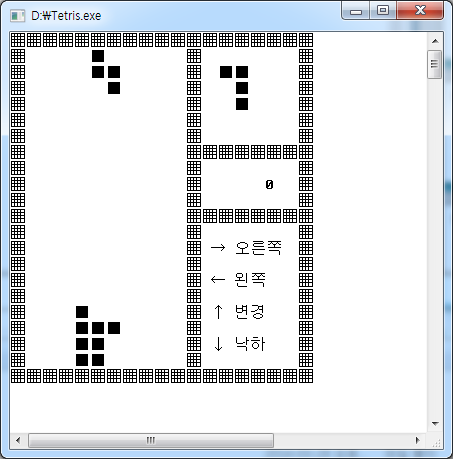 D:₩Tetris.exe
0
→ 오른쪽
← 왼쪽
↑ 변경
↓ 낙하